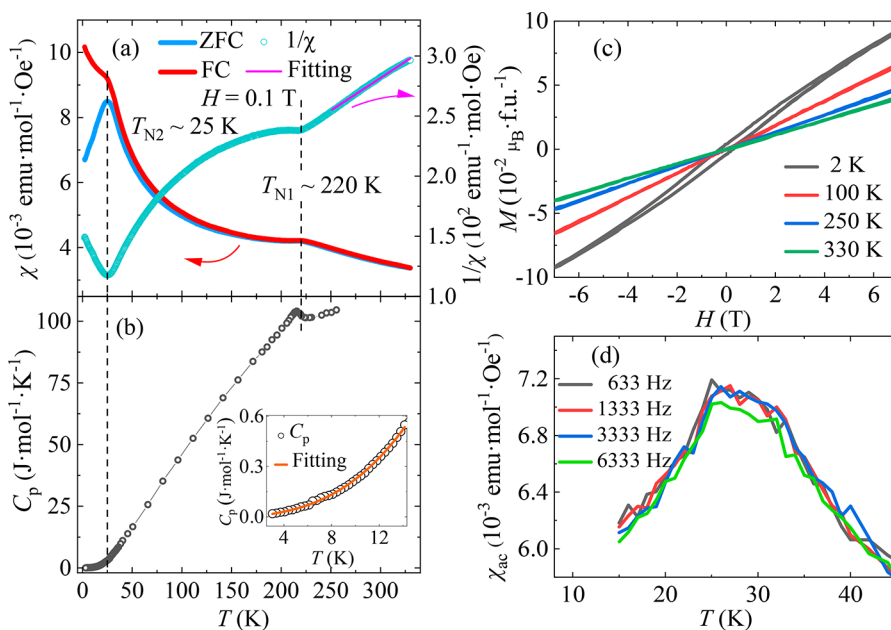 (a)
ZFC
1/χ
FC
Fitting
H = 0.1 T
T_N2 ~ 25 K
T_N1 ~ 220 K
10
8
6
4
χ (10⁻³ emu·mol⁻¹·Oe⁻¹)
3.0
2.5
2.0
1.5
1.0
1/χ (10² emu⁻¹·mol·Oe)
(b)
100
75
50
25
0
C_p (J·mol⁻¹·K⁻¹)
0 50 100 150 200 250 300
T (K)
0.6
0.3
0.0
C_p (J·mol⁻¹·K⁻¹)
C_p
Fitting
4 8 12
T (K)
(c)
10
5
0
-5
-10
M (10⁻² μ_B·f.u.⁻¹)
2 K
100 K
250 K
330 K
-6 -4 -2 0 2 4 6
H (T)
(d)
633 Hz
1333 Hz
3333 Hz
6333 Hz
7.2
6.8
6.4
6.0
χ_ac (10⁻³ emu·mol⁻¹·Oe⁻¹)
10 20 30 40
T (K)